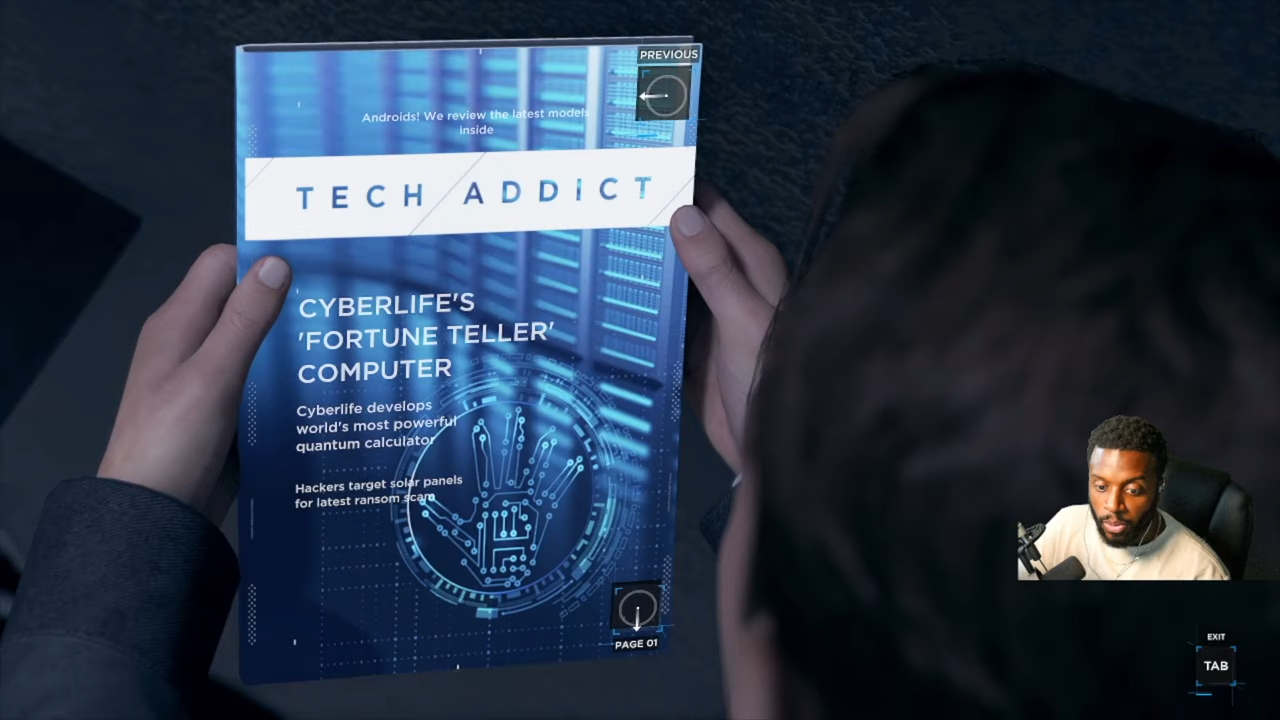 PREVIOUS
Androids! We review the latest models
inside
TECH ADDICT
CYBERLIFE'S
'FORTUNE TELLER'
COMPUTER
Cyberlife develops
world's most powerful
quantum calculator
Hackers target solar panels
for latest ransom scam
PAGE 01
EXIT
TAB